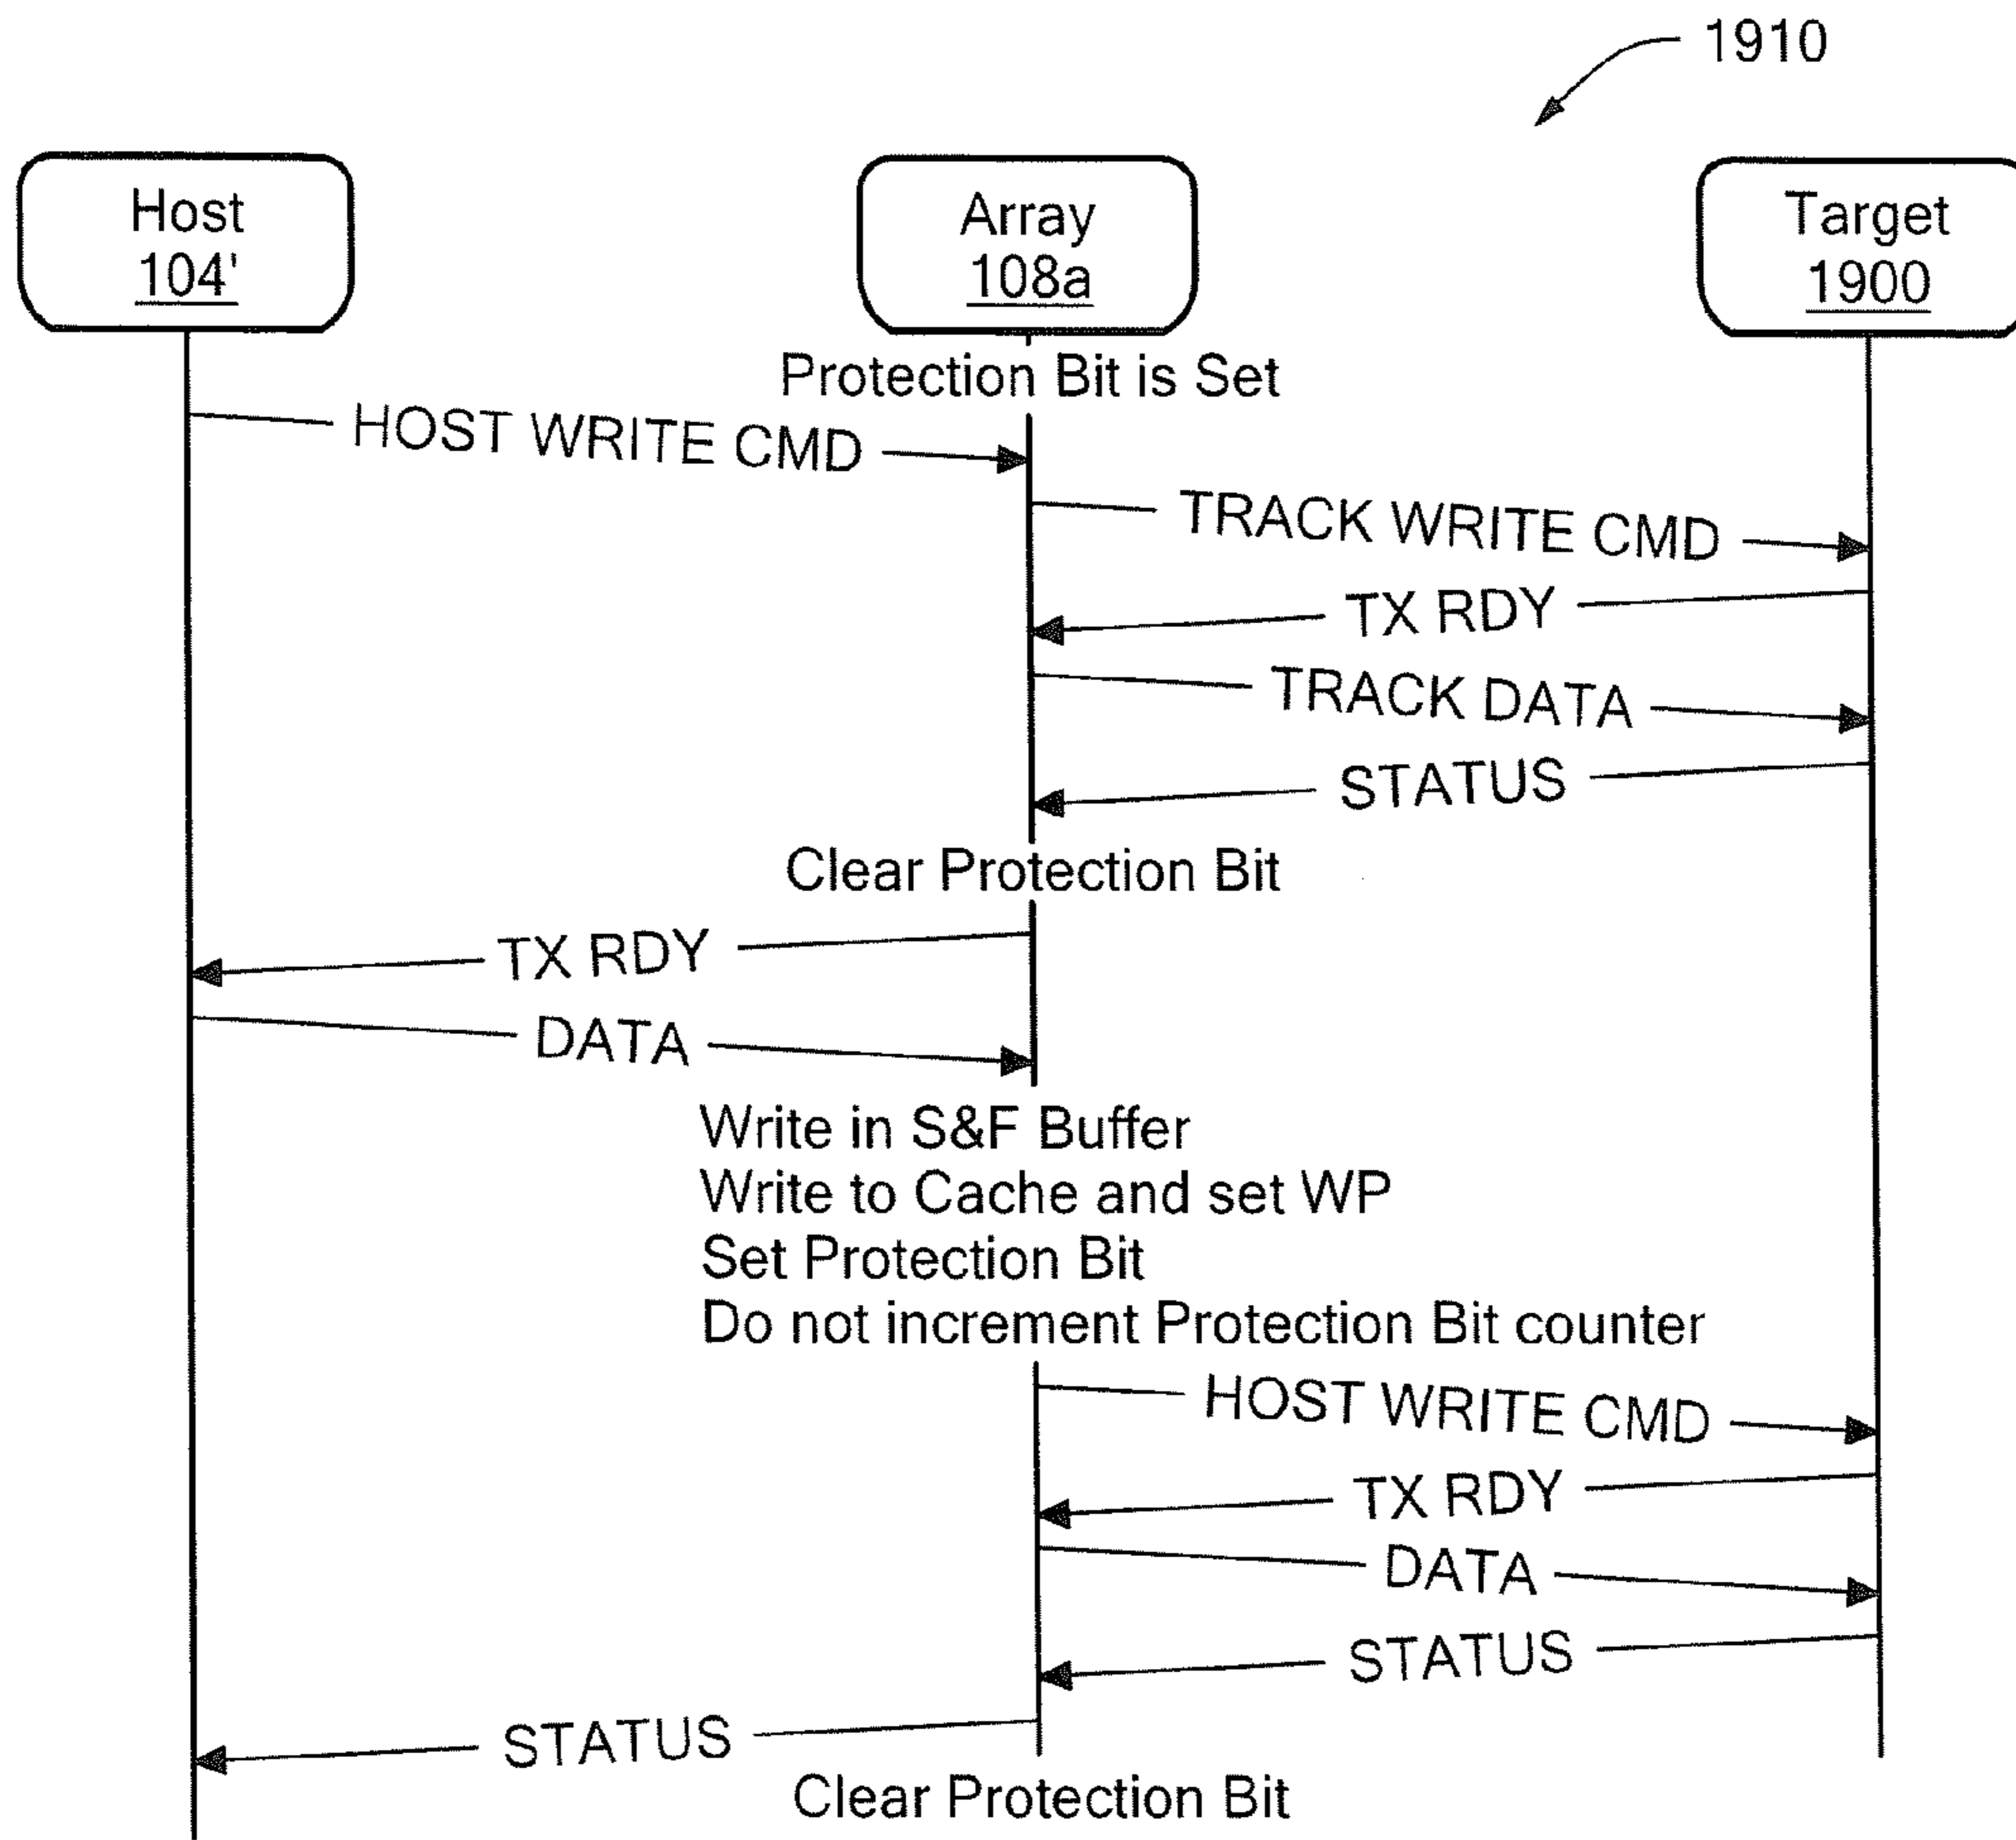 1910
Host
104'
Array
108a
Target
1900
Protection Bit is Set
HOST WRITE CMD
TRACK WRITE CMD
TX RDY
TRACK DATA
STATUS
Clear Protection Bit
TX RDY
DATA
Write in S&F Buffer
Write to Cache and set WP
Set Protection Bit
Do not increment Protection Bit counter
HOST WRITE CMD
TX RDY
DATA
STATUS
STATUS
Clear Protection Bit